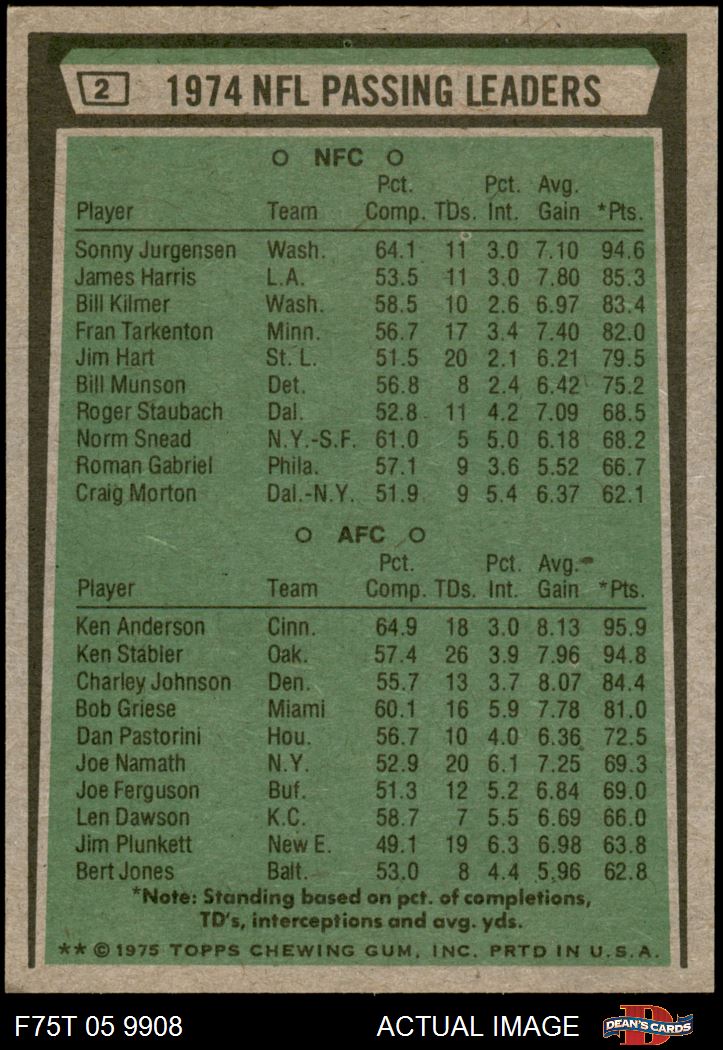 2 1974 NFL PASSING LEADERS
O NFC O
Pct. Pct. Avg.
Player Team Comp. TDs. Int. Gain *Pts.
Sonny Jurgensen Wash. 64.1 11 3.0 7.10 94.6
James Harris L.A. 53.5 11 3.0 7.80 85.3
Bill Kilmer Wash. 58.5 10 2.6 6.97 83.4
Fran Tarkenton Minn. 56.7 17 3.4 7.40 82.0
Jim Hart St. L. 51.5 20 2.1 6.21 79.5
Bill Munson Det. 56.8 8 2.4 6.42 75.2
Roger Staubach Dal. 52.8 11 4.2 7.09 68.5
Norm Snead N.Y.-S.F. 61.0 5 5.0 6.18 68.2
Roman Gabriel Phila. 57.1 9 3.6 5.52 66.7
Craig Morton Dal.-N.Y. 51.9 9 5.4 6.37 62.1
O AFC O
Pct. Pct. Avg.
Player Team Comp. TDs. Int. Gain *Pts.
Ken Anderson Cinn. 64.9 18 3.0 8.13 95.9
Ken Stabler Oak. 57.4 26 3.9 7.96 94.8
Charley Johnson Den. 55.7 13 3.7 8.07 84.4
Bob Griese Miami 60.1 16 5.9 7.78 81.0
Dan Pastorini Hou. 56.7 10 4.0 6.36 72.5
Joe Namath N.Y. 52.9 20 6.1 7.25 69.3
Joe Ferguson Buf. 51.3 12 5.2 6.84 69.0
Len Dawson K.C. 58.7 7 5.5 6.69 66.0
Jim Plunkett New E. 49.1 19 6.3 6.98 63.8
Bert Jones Balt. 53.0 8 4.4 5.96 62.8
*Note: Standing based on pct. of completions,
TD's, interceptions and avg. yds.
** © 1975 TOPPS CHEWING GUM, INC. PRTD IN U.S.A.
F75T 05 9908 ACTUAL IMAGE D DEAN'S CARDS